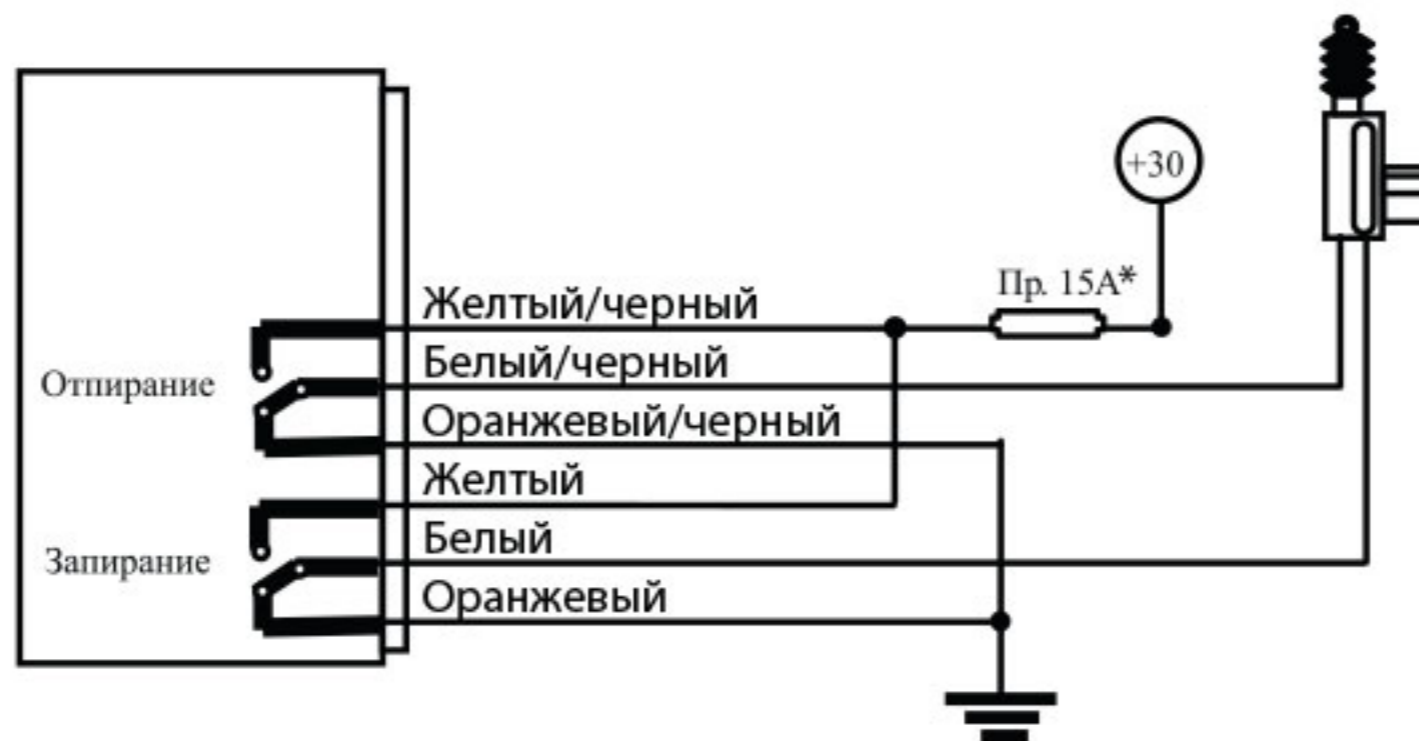 +30
Пр. 15А*
Желтый/черный
Белый/черный
Отпирание
Оранжевый/черный
Желтый
Белый
Запирание
Оранжевый